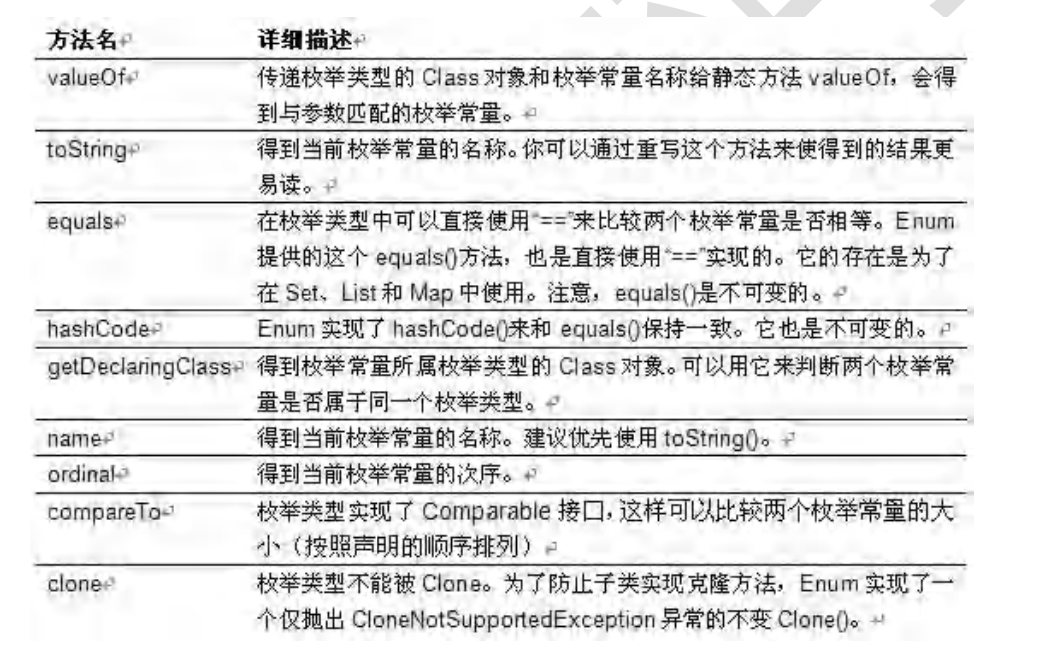 方法名 详细描述
valueOf 传递枚举类型的 Class 对象和枚举常量名称给静态方法 valueOf，会得
到与参数匹配的枚举常量。
toString 得到当前枚举常量的名称。你可以通过重写这个方法来使得到的结果更
易读。
equals 在枚举类型中可以直接使用“==”来比较两个枚举常量是否相等。Enum
提供的这个 equals()方法，也是直接使用“==”实现的。它的存在是为了
在 Set、List 和 Map 中使用。注意，equals()是不可变的。
hashCode Enum 实现了 hashCode()来和 equals()保持一致。它也是不可变的。
getDeclaringClass 得到枚举常量所属枚举类型的 Class 对象。可以用它来判断两个枚举常
量是否属于同一个枚举类型。
name 得到当前枚举常量的名称。建议优先使用 toString()。
ordinal 得到当前枚举常量的次序。
compareTo 枚举类型实现了 Comparable 接口，这样可以比较两个枚举常量的大
小（按照声明的顺序排列）
clone 枚举类型不能被 Clone。为了防止子类实现克隆方法，Enum 实现了一
个仅抛出 CloneNotSupportedException 异常的不变 Clone()。